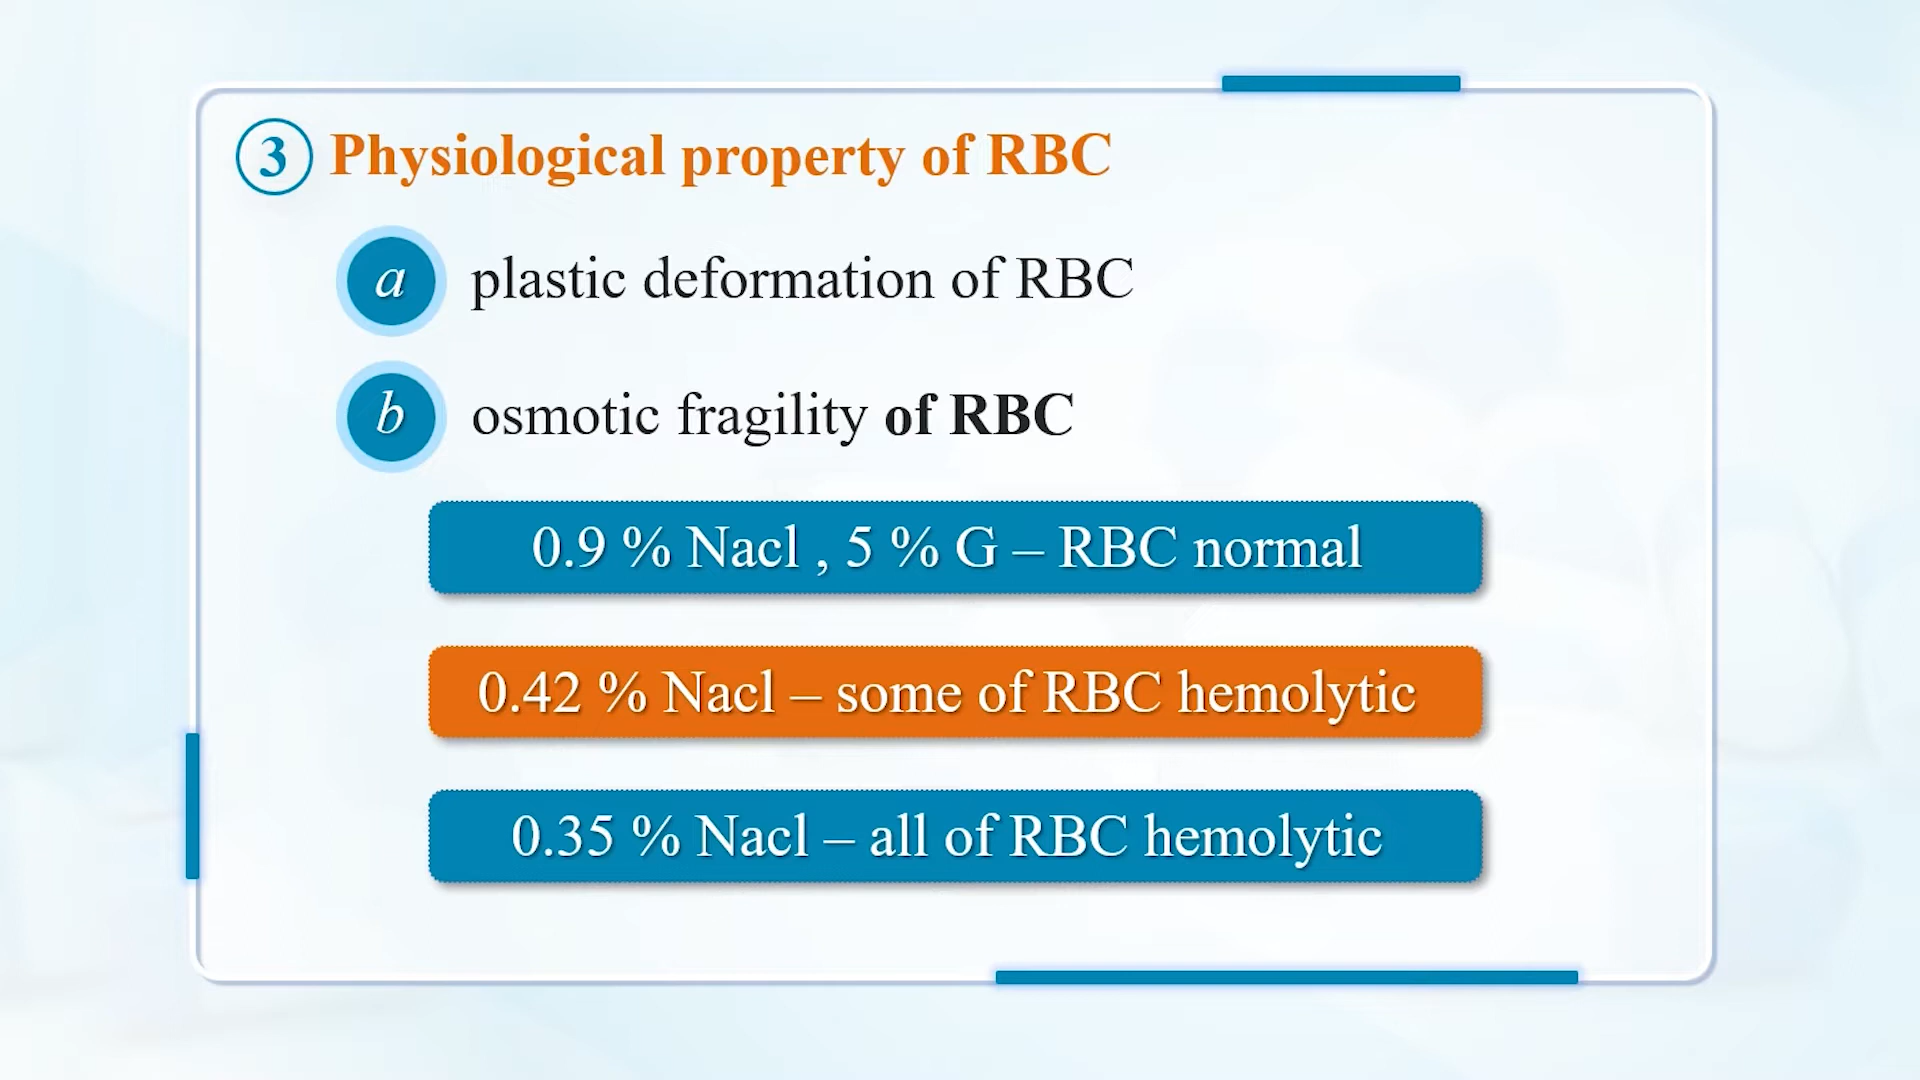 3 Physiological property of RBC
a plastic deformation of RBC
b osmotic fragility of RBC
0.9 % Nacl , 5 % G – RBC normal
0.42 % Nacl – some of RBC hemolytic
0.35 % Nacl – all of RBC hemolytic